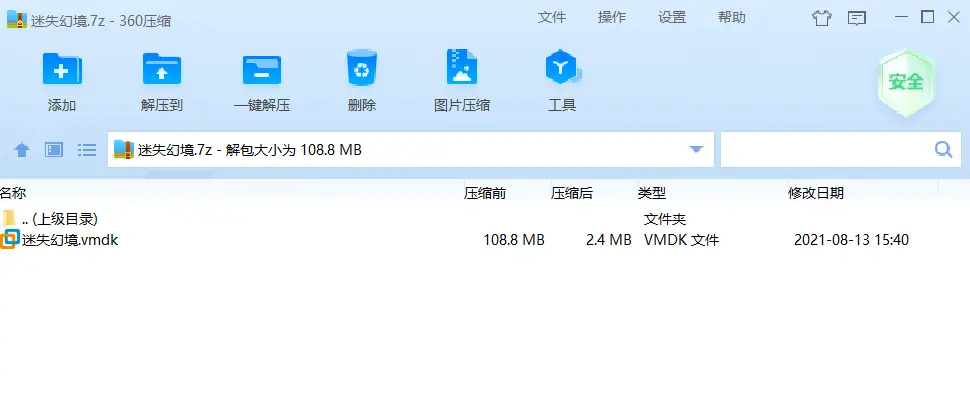 迷失幻境.7z - 360压缩 文件 操作 设置 帮助
添加 解压到 一键解压 删除 图片压缩 工具 安全
迷失幻境.7z - 解包大小为 108.8 MB
名称 压缩前 压缩后 类型 修改日期
.. (上级目录) 文件夹
迷失幻境.vmdk 108.8 MB 2.4 MB VMDK 文件 2021-08-13 15:40